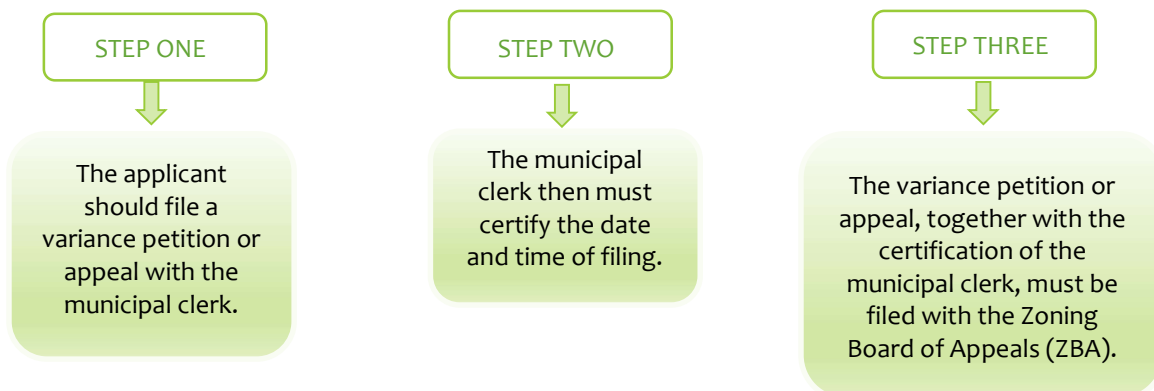 STEP ONE
The applicant
should file a
variance petition or
appeal with the
municipal clerk.
STEP TWO
The municipal
clerk then must
certify the date
and time of filing.
STEP THREE
The variance petition or
appeal, together with the
certification of the
municipal clerk, must be
filed with the Zoning
Board of Appeals (ZBA).